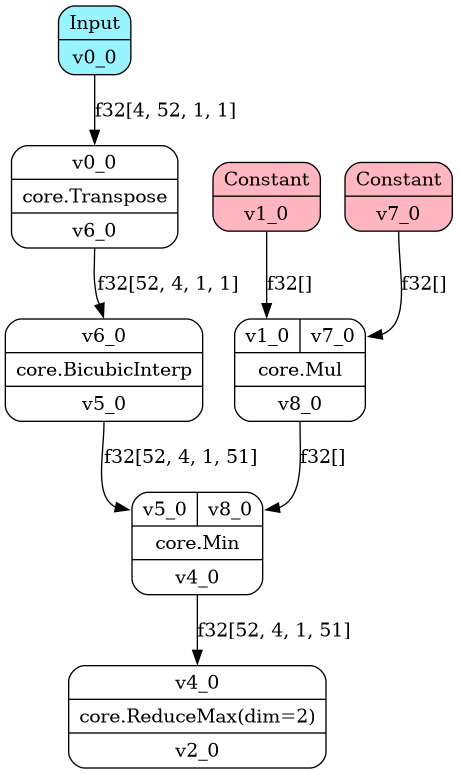 Input
v0_0
f32[4, 52, 1, 1]
v0_0
core.Transpose
v6_0
Constant
v1_0
Constant
v7_0
f32[52, 4, 1, 1]
f32[]
f32[]
v6_0
core.BicubicInterp
v5_0
v1_0 v7_0
core.Mul
v8_0
f32[52, 4, 1, 51]
f32[]
v5_0 v8_0
core.Min
v4_0
f32[52, 4, 1, 51]
v4_0
core.ReduceMax(dim=2)
v2_0